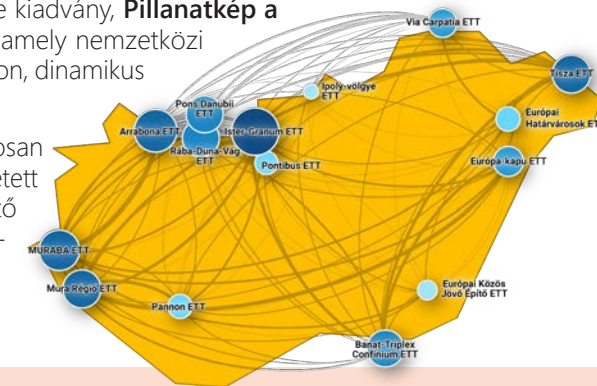 e kiadvány, Pillanatkép a
amely nemzetközi
on, dinamikus
osan
etett
tő
-
Via Carpatia ETT
Tisza ETT
Ipoly-völgye
ETT
Pons Danubii
ETT
Arrabona ETT
Ister-Granum ETT
Rába-Duna-Vág
ETT
Pontibus ETT
Európai
Határvárosok ET
Európa-kapu ETT
MURABA ETT
Mura Régió ETT
Pannon ETT
Európai Közös
Jövő Építő ETT
Banat-Triplex
Confinium ETT